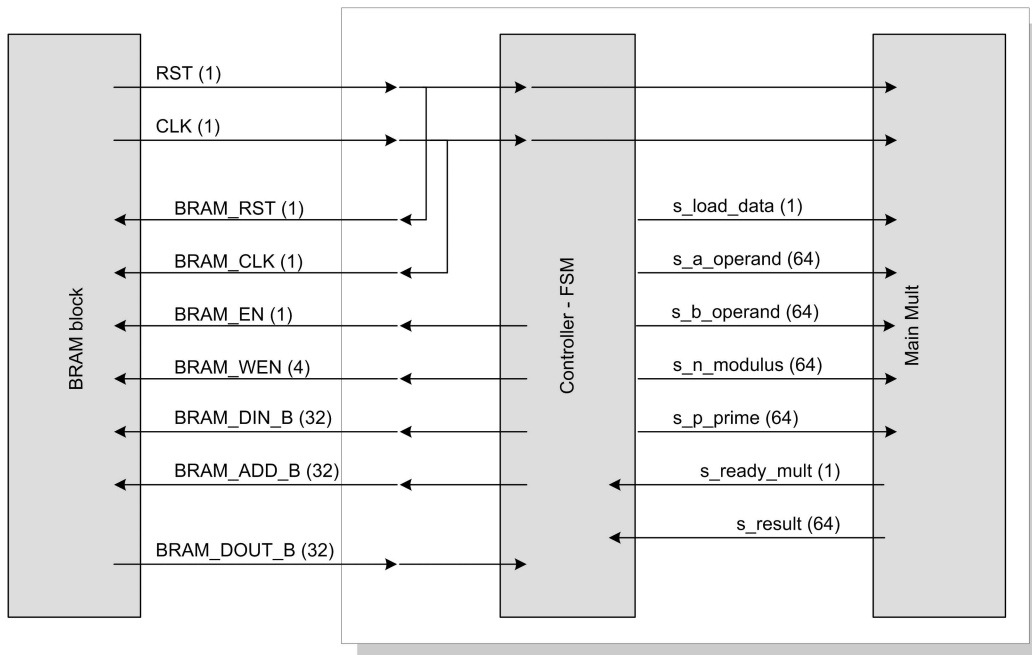 RST (1)
CLK (1)
BRAM_RST (1)
BRAM_CLK (1)
BRAM_EN (1)
BRAM_WEN (4)
BRAM_DIN_B (32)
BRAM_ADD_B (32)
BRAM_DOUT_B (32)
BRAM block
Controller - FSM
s_load_data (1)
s_a_operand (64)
s_b_operand (64)
s_n_modulus (64)
s_p_prime (64)
s_ready_mult (1)
s_result (64)
Main Mult